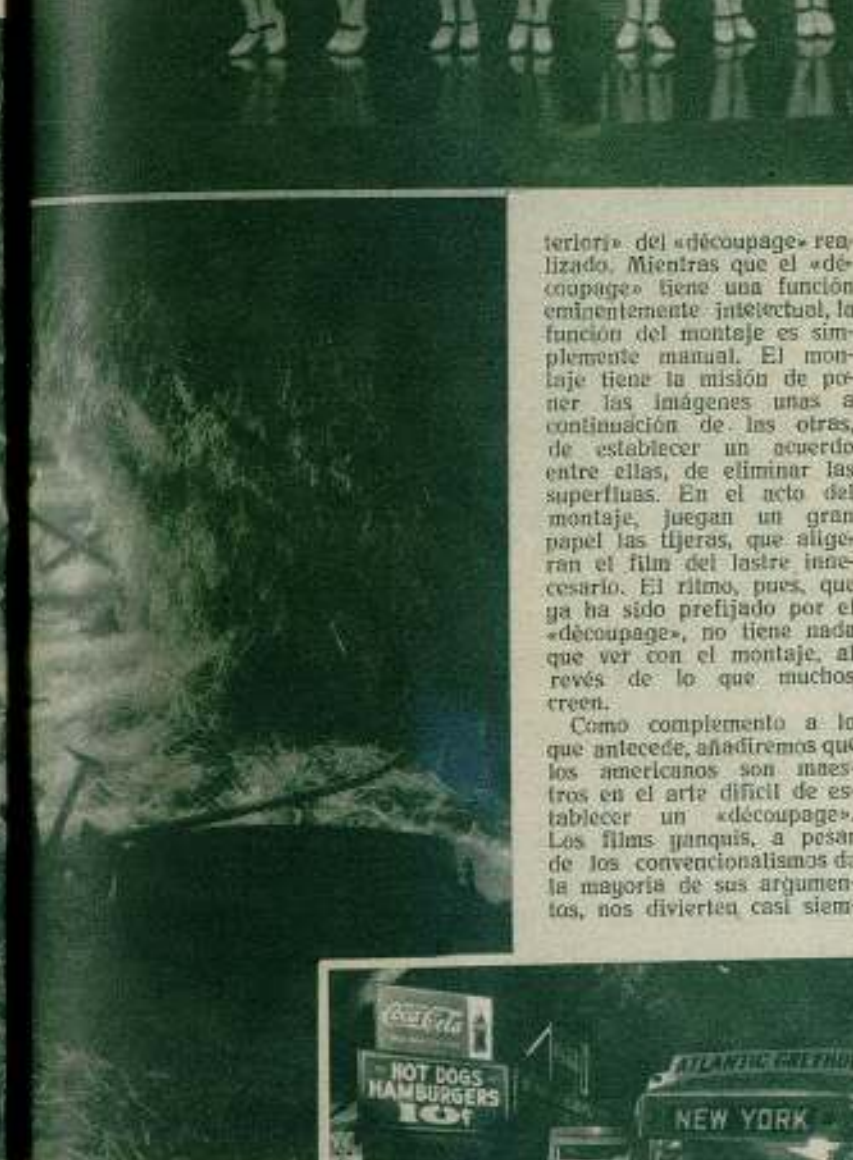 teriori» del «découpage» rea-
lizado. Mientras que el «dé-
coupage» tiene una función
eminentemente intelectual, la
función del montaje es sim-
plemente manual. El mon-
taje tiene la misión de po-
ner las imágenes unas a
continuación de las otras,
de establecer un acuerdo
entre ellas, de eliminar las
superfluas. En el acto del
montaje, juegan un gran
papel las tijeras, que alige-
ran el film del lastre inne-
cesario. El ritmo, pues, que
ya ha sido prefijado por el
«découpage», no tiene nada
que ver con el montaje, al
revés de lo que muchos
creen.
Como complemento a lo
que antecede, añadiremos que
los americanos son maes-
tros en el arte difícil de es-
tablecer un «découpage».
Los films yanquis, a pesar
de los convencionalismos de
la mayoría de sus argumen-
tos, nos divierten casi siem-
Coca-Cola
HOT DOGS
HAMBURGERS
10¢
ATLANTIC GREYHOU
NEW YORK